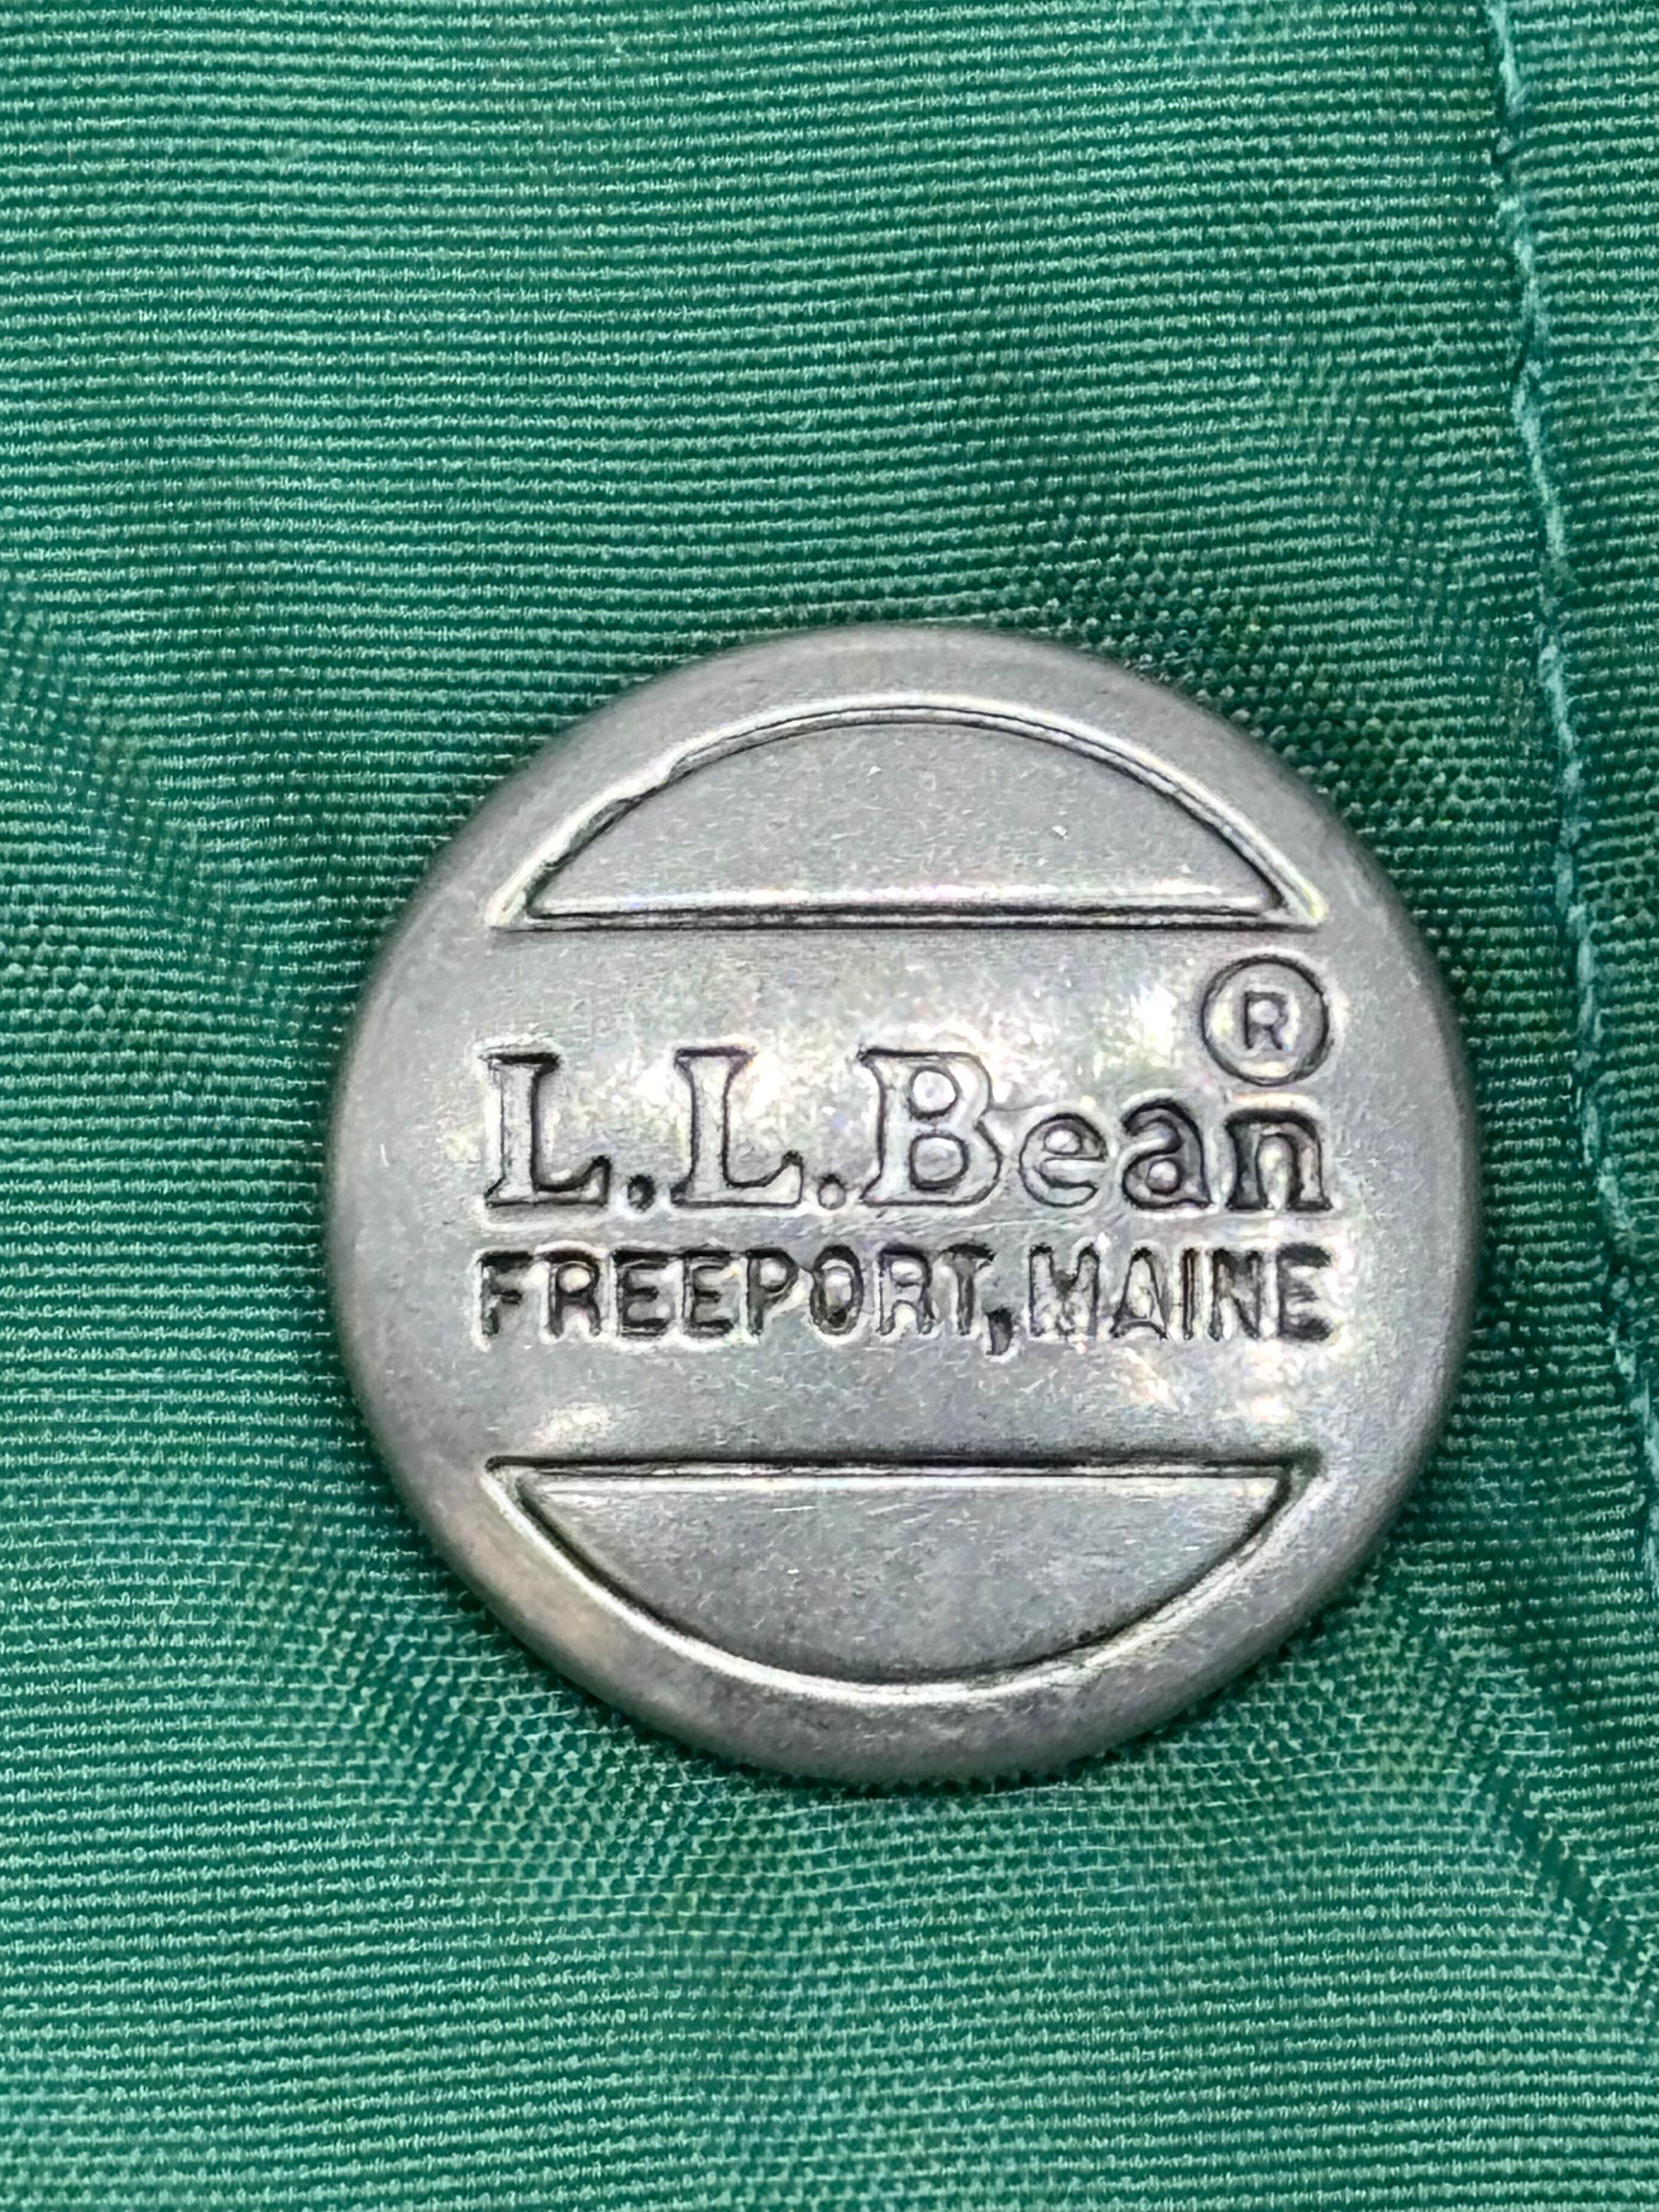 ®
L.L.Bean
FREEPORT, MAINE